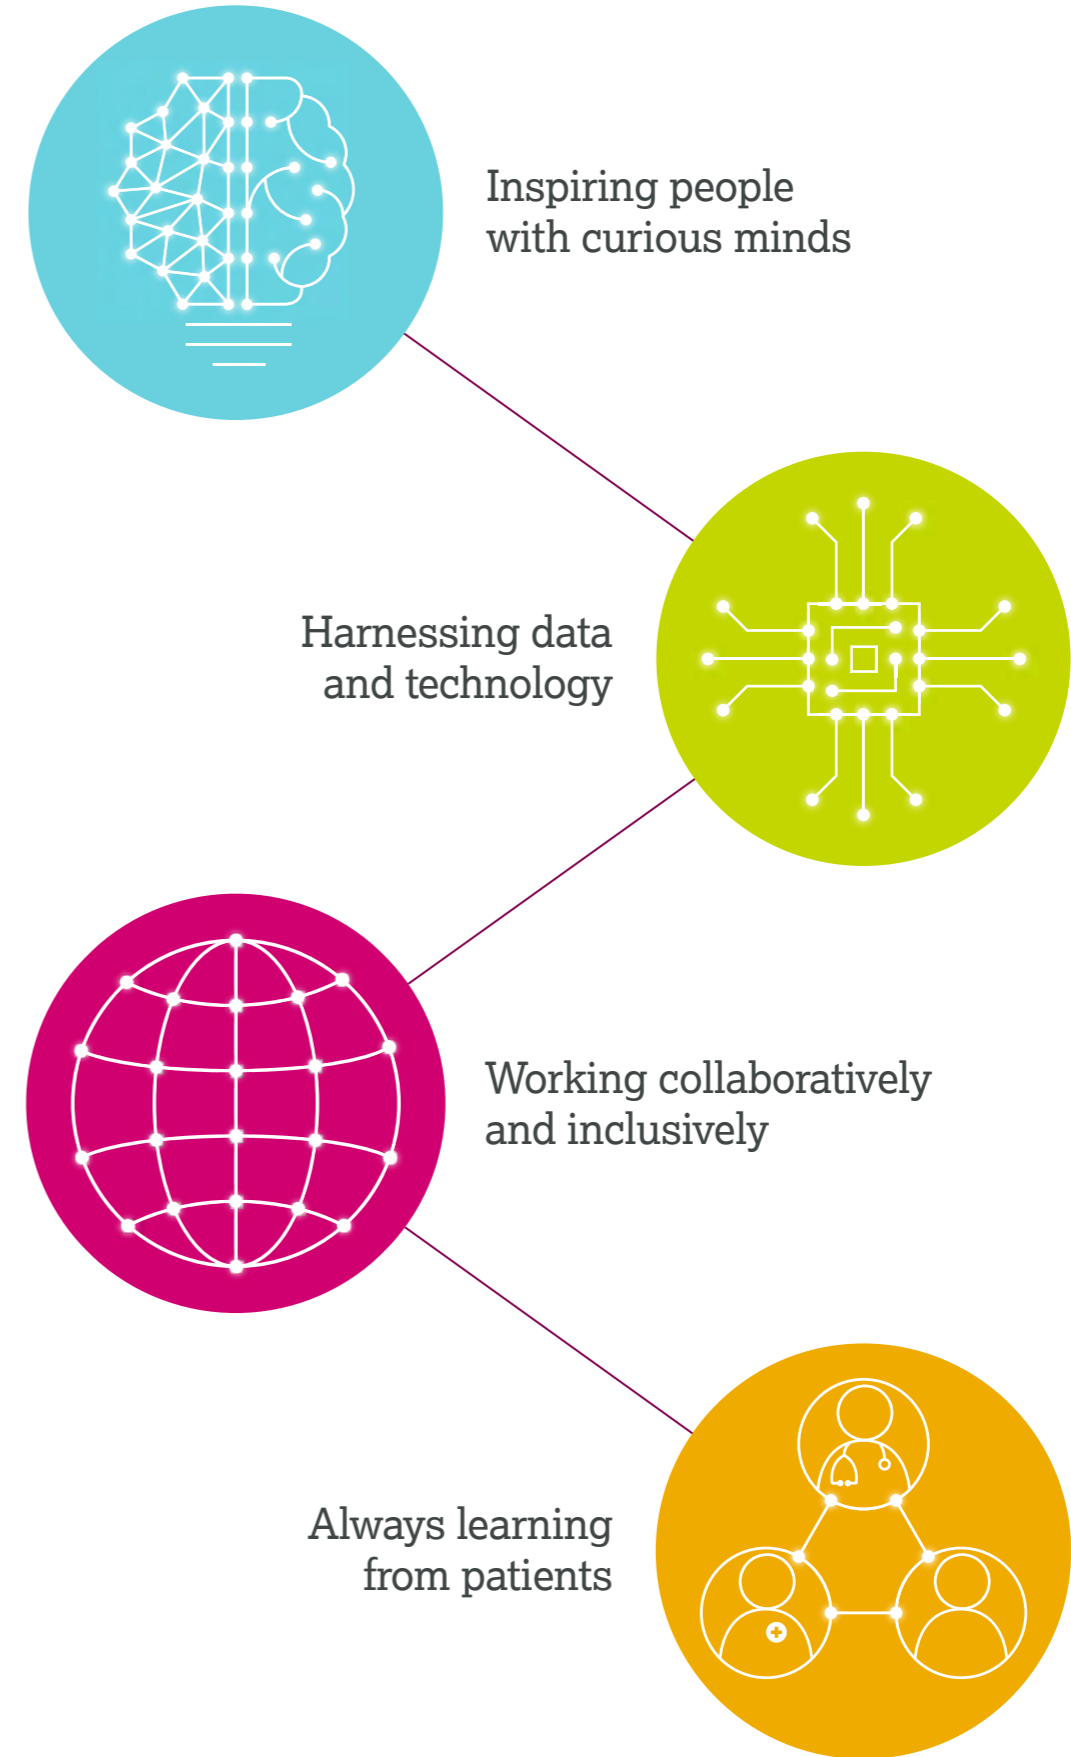 Inspiring people
with curious minds
Harnessing data
and technology
Working collaboratively
and inclusively
Always learning
from patients